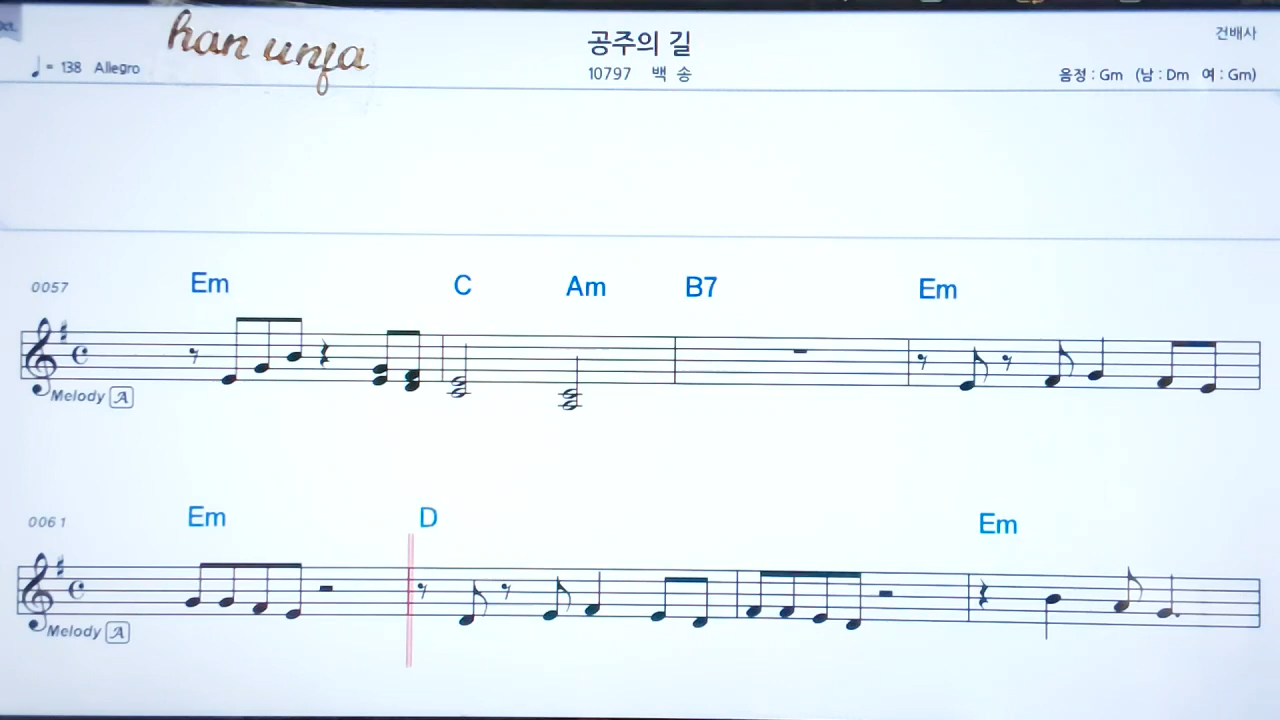 Oct.
han unja
공주의 길
건배사
♩= 138 Allegro
10797 백 송
음정 : Gm (남 : Dm 여 : Gm)
0057
Em C Am B7 Em
Melody A
0061
Em D Em
Melody A